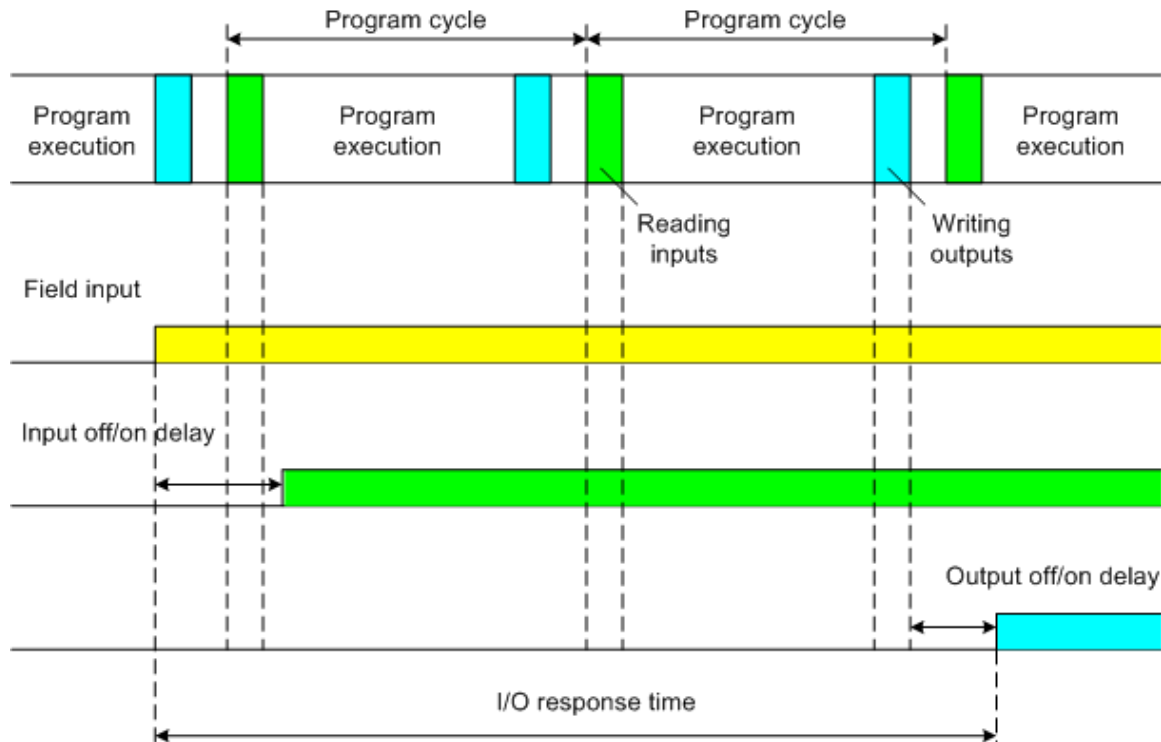 Program cycle
Program cycle
Program
execution
Program
execution
Program
execution
Program
execution
Reading
inputs
Writing
outputs
Field input
Input off/on delay
Output off/on delay
I/O response time